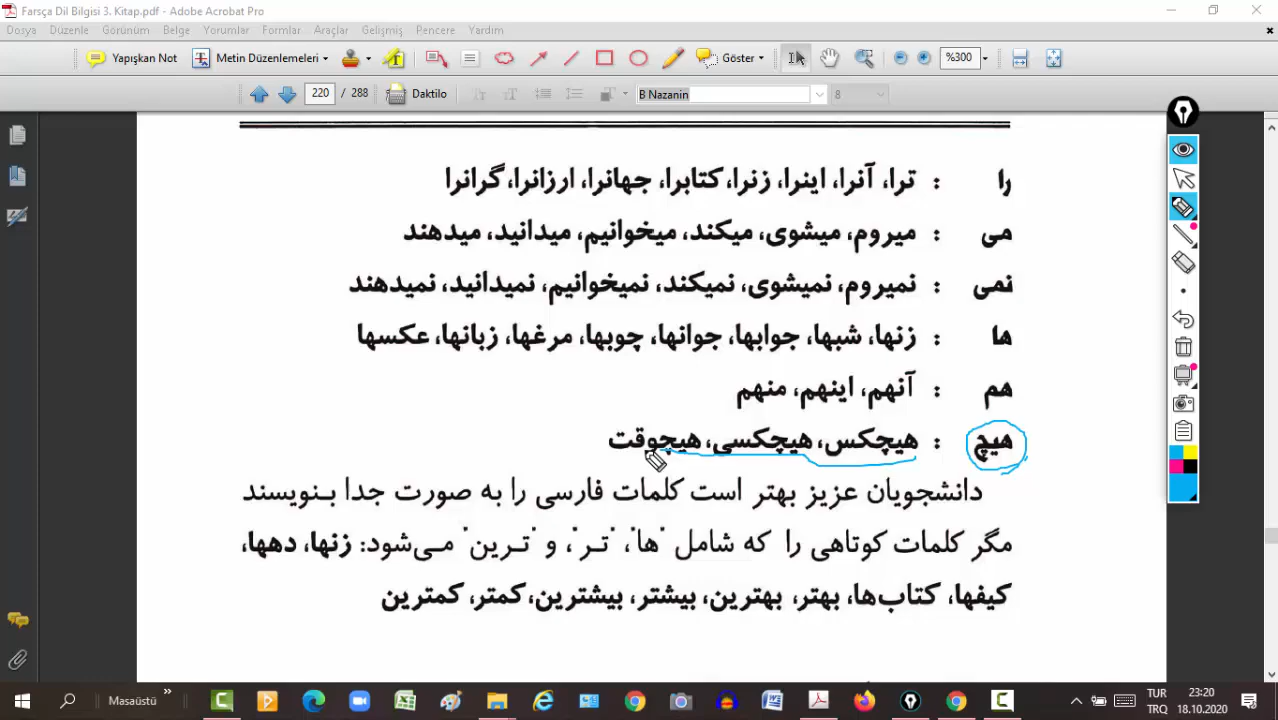 Farsça Dil Bilgisi 3. Kitap.pdf - Adobe Acrobat Pro
Dosya Düzenle Görünüm Belge Yorumlar Formlar Araçlar Gelişmiş Pencere Yardım
Yapışkan Not Metin Düzenlemeleri Göster %300
220 / 288 Daktilo B Nazanin 8
را : ترا، آنرا، اینرا، زنرا، کتابرا، جهانرا، ارزانرا، گرانرا
می : میروم، میشوی، میکند، میخوانیم، میدانید، میدهند
نمی : نمیروم، نمیشوی، نمیکند، نمیخوانیم، نمیدانید، نمیدهند
ها : زنها، شبها، جوابها، جوانها، چوبها، مرغها، زبانها، عکسها
هم : آنهم، اینهم، منهم
هیچ : هیچکس، هیچکسی، هیچوقت
دانشجویان عزیز بهتر است کلمات فارسی را به صورت جدا بـنویسند
مگر کلمات کوتاهی را که شامل "ها"، "تـر"، و "تـرین" مـی‌شود: زنها، دهها،
کیفها، کتاب‌ها، بهتر، بهترین، بیشتر، بیشترین، کمتر، کمترین
Masaüstü
TUR 23:20
TRQ 18.10.2020